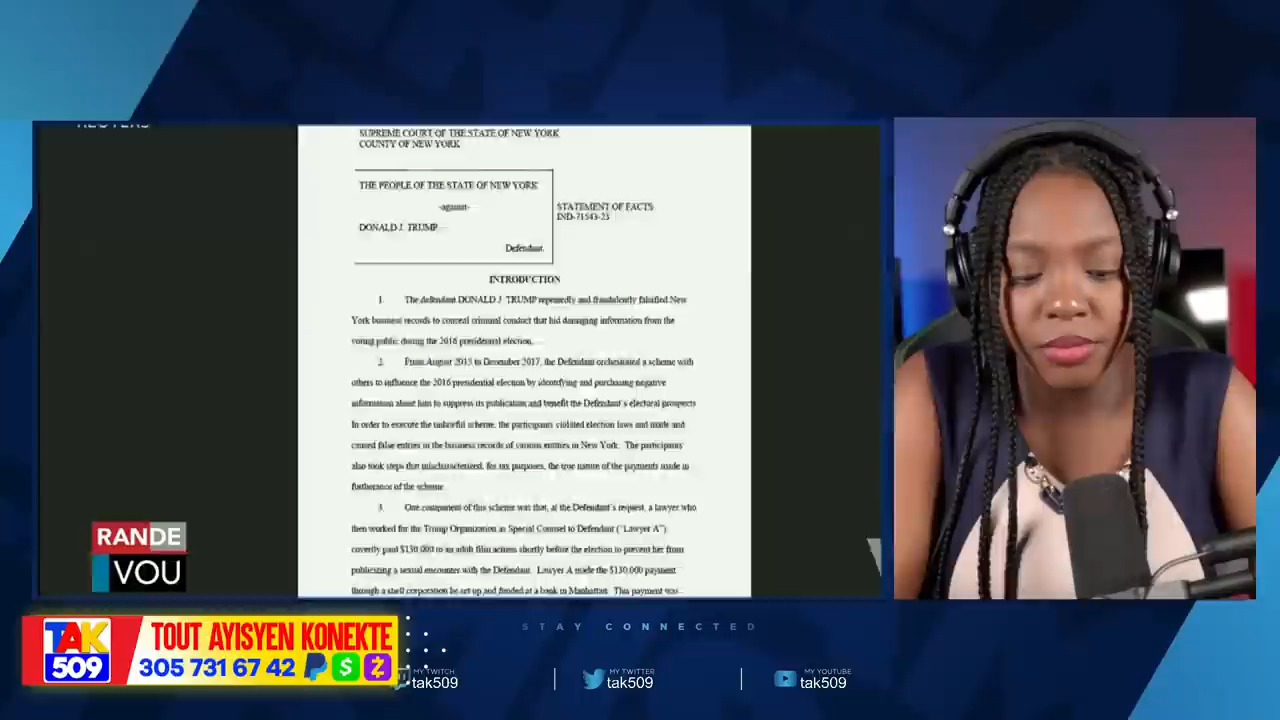 SUPREME COURT OF THE STATE OF NEW YORK
COUNTY OF NEW YORK
THE PEOPLE OF THE STATE OF NEW YORK
-against-
DONALD J. TRUMP
Defendant.
STATEMENT OF FACTS
IND-71543-23
INTRODUCTION
1. The defendant DONALD J. TRUMP repeatedly and fraudulently falsified New
York business records to conceal criminal conduct that hid damaging information from the
voting public during the 2016 presidential election.
2. From August 2015 to December 2017, the Defendant orchestrated a scheme with
others to influence the 2016 presidential election by identifying and purchasing negative
information about him to suppress its publication and benefit the Defendant's electoral prospects
In order to execute the unlawful scheme, the participants violated election laws and made and
caused false entries in the business records of various entities in New York. The participants
also took steps that mischaracterized, for tax purposes, the true nature of the payments made in
furtherance of the scheme
3. One component of this scheme was that, at the Defendant's request, a lawyer who
then worked for the Trump Organization as Special Counsel to Defendant ("Lawyer A")
covertly paid $130,000 to an adult film actress shortly before the election to prevent her from
publicizing a sexual encounter with the Defendant. Lawyer A made the $130,000 payment
through a shell corporation he set up and funded at a bank in Manhattan. This payment was
RANDE
VOU
TAK
509
TOUT AYISYEN KONEKTE
305 731 67 42
STAY CONNECTED
MY TWITCH
tak509
MY TWITTER
tak509
MY YOUTUBE
tak509